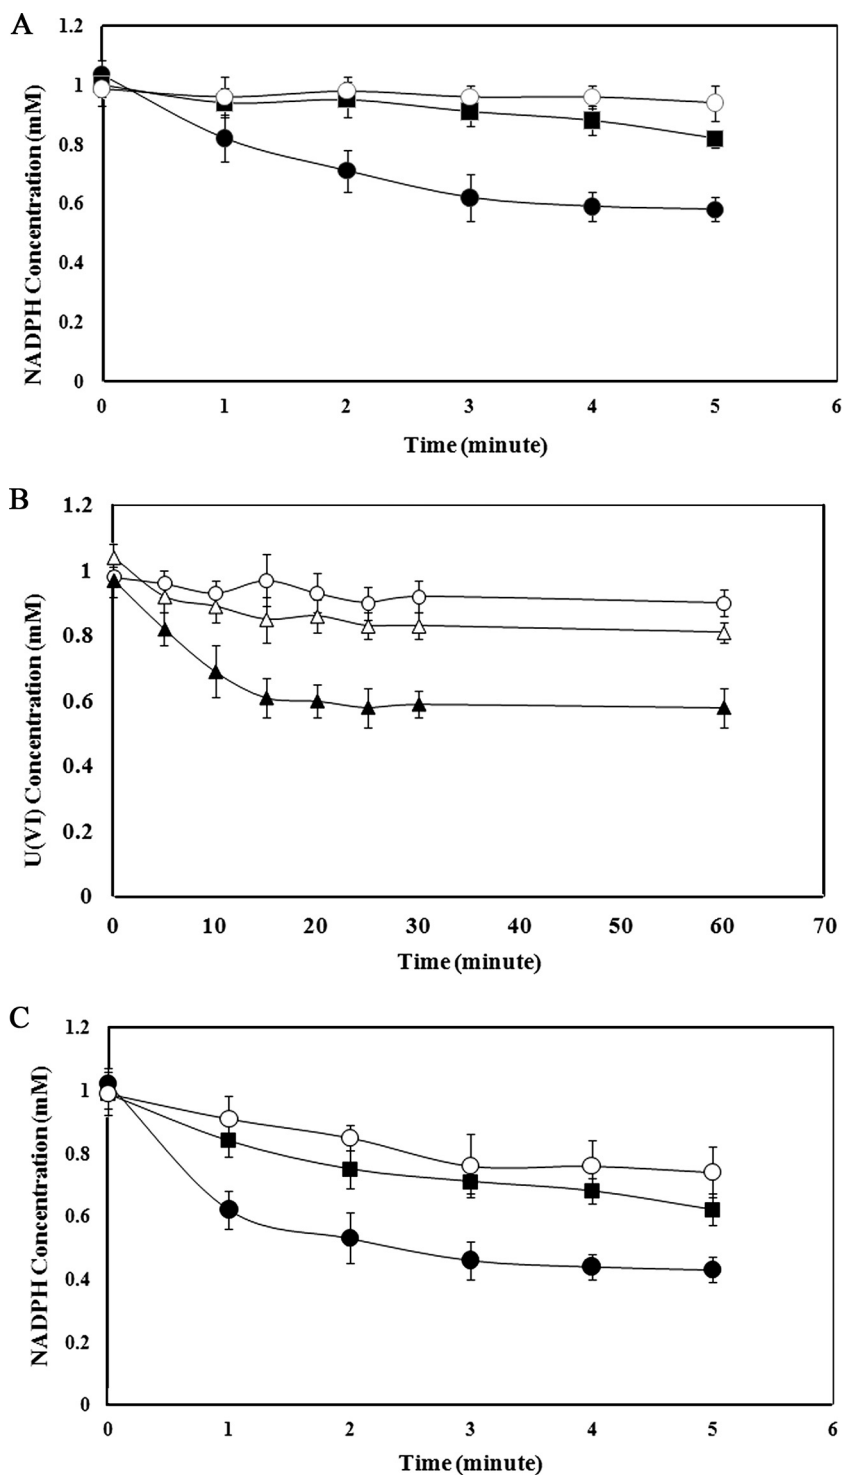 A
1.2
1
0.8
0.6
0.4
0.2
0
NADPH Concentration (mM)
0 1 2 3 4 5 6
Time (minute)
B
1.2
1
0.8
0.6
0.4
0.2
0
U(VI) Concentration (mM)
0 10 20 30 40 50 60 70
Time (minute)
C
1.2
1
0.8
0.6
0.4
0.2
0
NADPH Concentration (mM)
0 1 2 3 4 5 6
Time (minute)